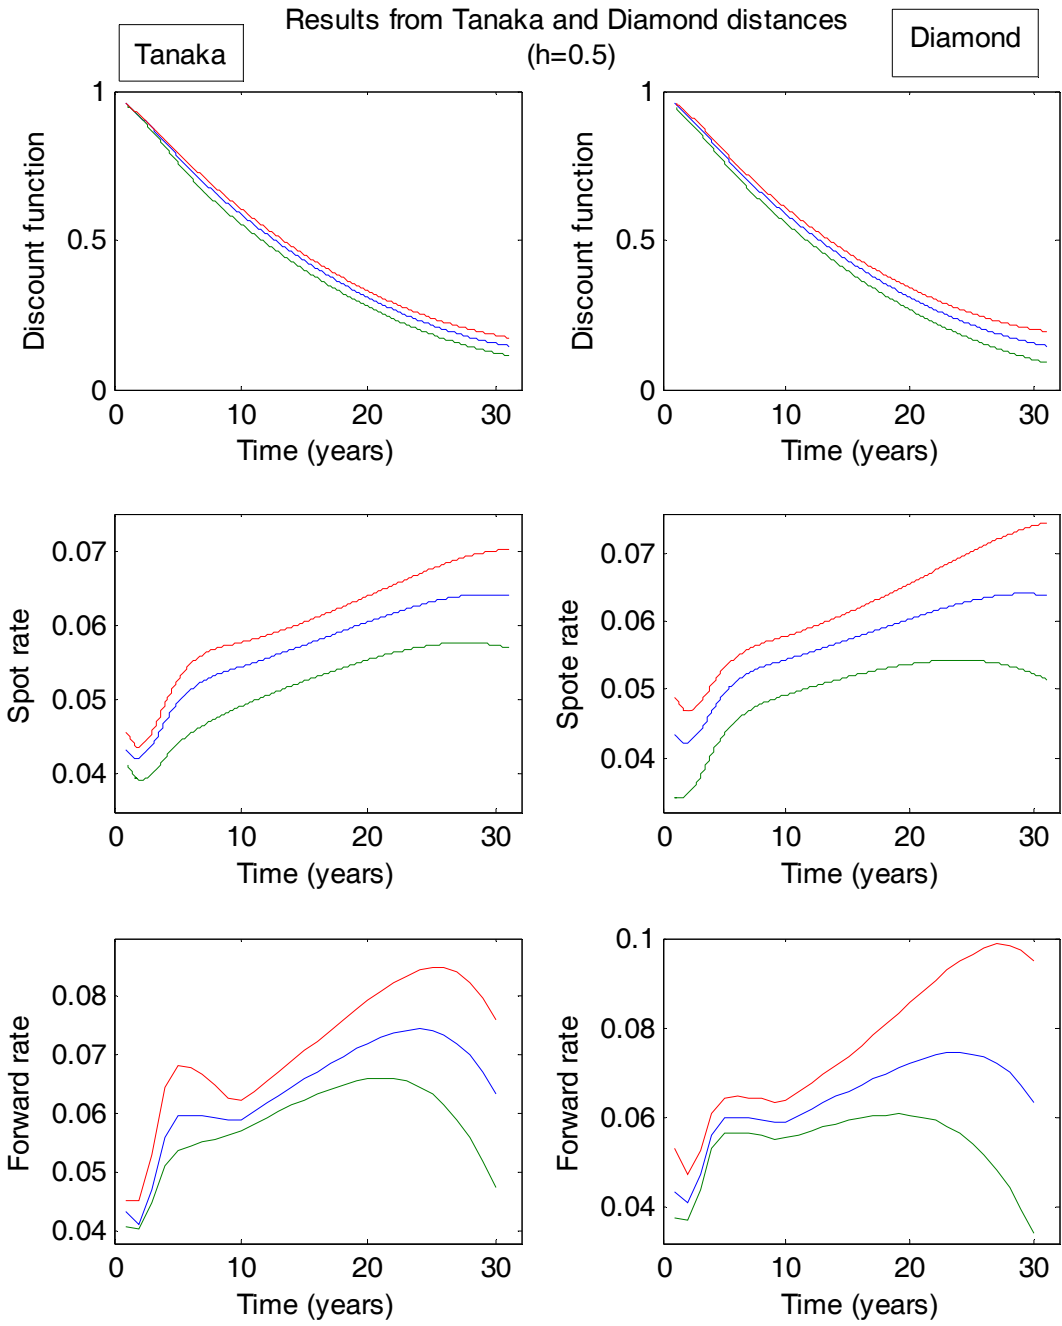 Results from Tanaka and Diamond distances
(h=0.5)
Tanaka
Diamond
1
0.5
0
Discount function
0 10 20 30
Time (years)
1
0.5
0
Discount function
0 10 20 30
Time (years)
0.07
0.06
0.05
0.04
Spot rate
0 10 20 30
Time (years)
0.07
0.06
0.05
0.04
Spote rate
0 10 20 30
Time (years)
0.08
0.07
0.06
0.05
0.04
Forward rate
0 10 20 30
Time (years)
0.1
0.08
0.06
0.04
Forward rate
0 10 20 30
Time (years)